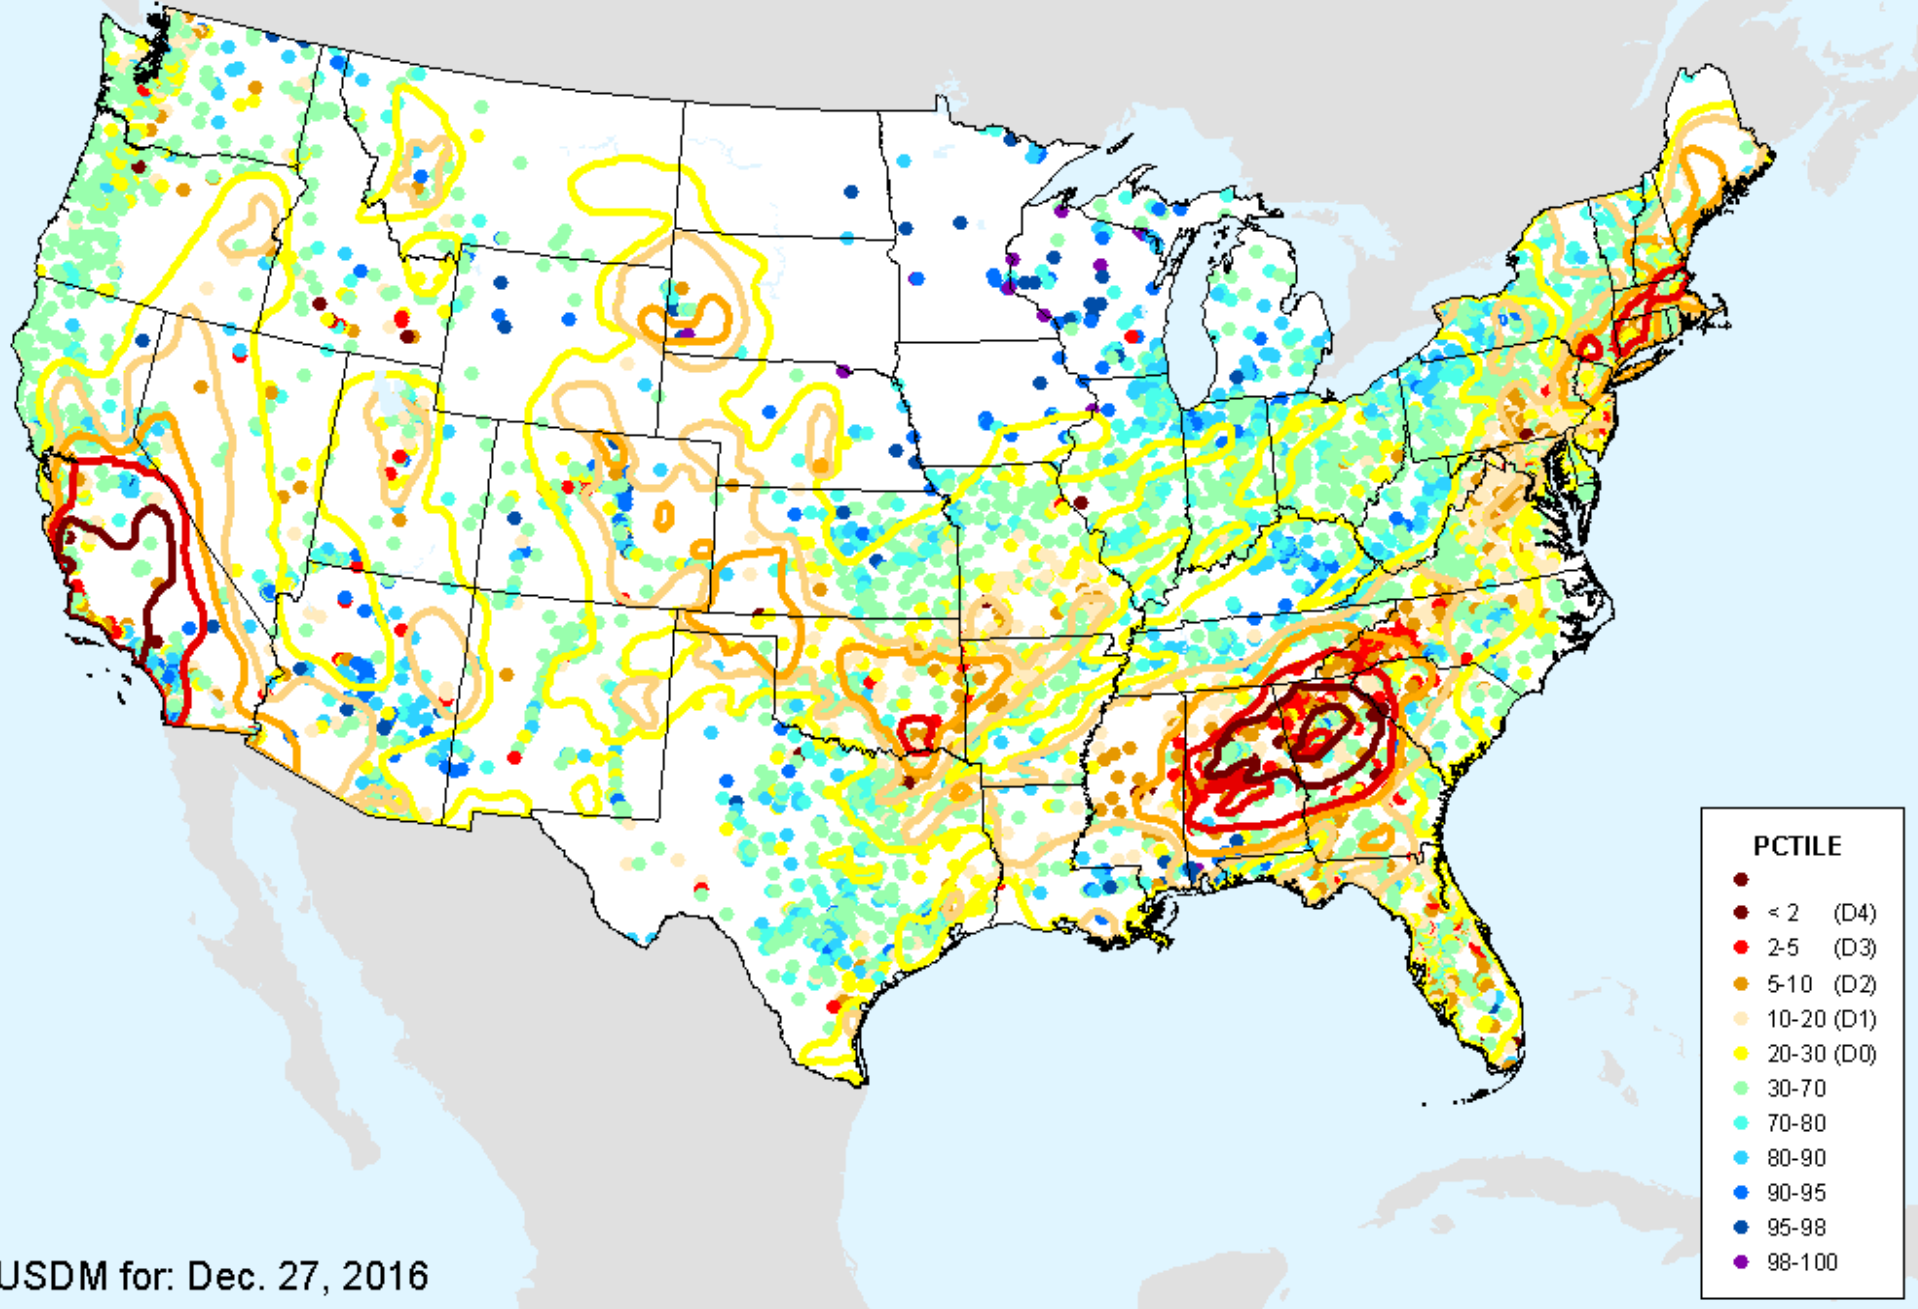 PCTILE
< 2 (D4)
2-5 (D3)
5-10 (D2)
10-20 (D1)
20-30 (D0)
30-70
70-80
80-90
90-95
95-98
98-100
USDM for: Dec. 27, 2016